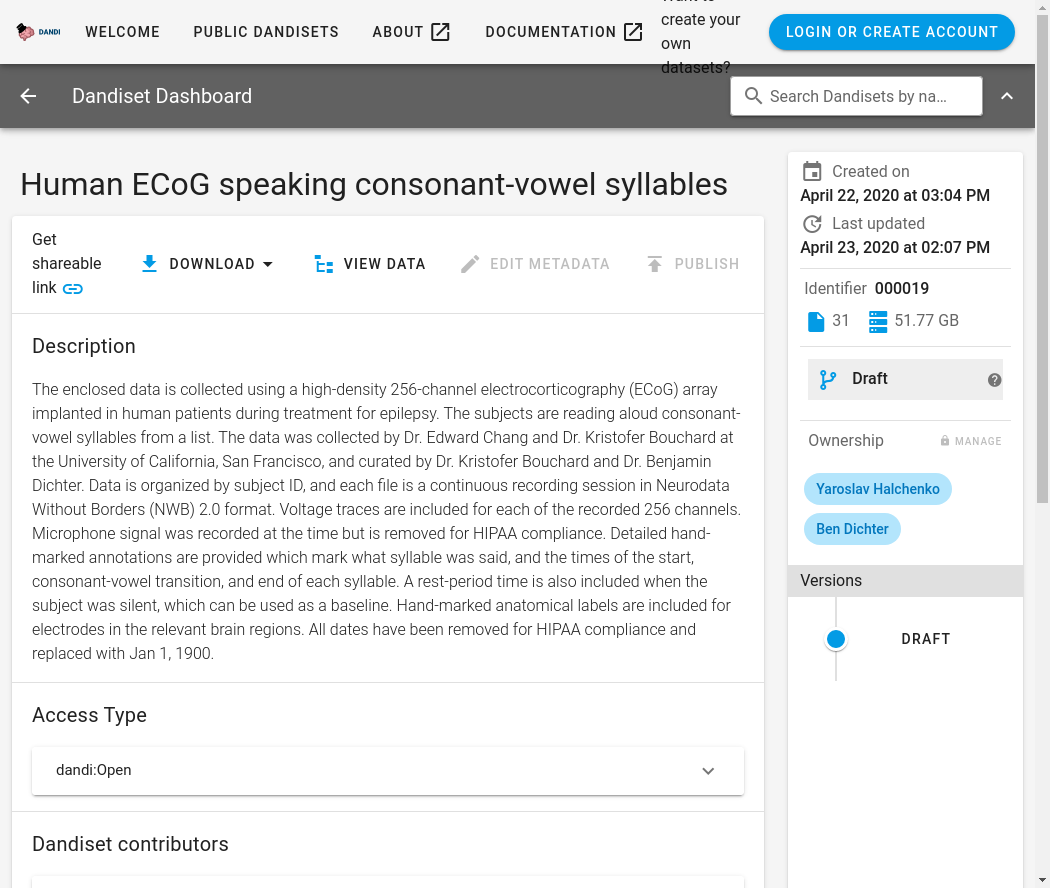 DANDI
WELCOME
PUBLIC DANDISETS
ABOUT
DOCUMENTATION
create your
own
datasets?
LOGIN OR CREATE ACCOUNT
Dandiset Dashboard
Search Dandisets by na...
Human ECoG speaking consonant-vowel syllables
Get
shareable
link
DOWNLOAD
VIEW DATA
EDIT METADATA
PUBLISH
Description
The enclosed data is collected using a high-density 256-channel electrocorticography (ECoG) array
implanted in human patients during treatment for epilepsy. The subjects are reading aloud consonant-
vowel syllables from a list. The data was collected by Dr. Edward Chang and Dr. Kristofer Bouchard at
the University of California, San Francisco, and curated by Dr. Kristofer Bouchard and Dr. Benjamin
Dichter. Data is organized by subject ID, and each file is a continuous recording session in Neurodata
Without Borders (NWB) 2.0 format. Voltage traces are included for each of the recorded 256 channels.
Microphone signal was recorded at the time but is removed for HIPAA compliance. Detailed hand-
marked annotations are provided which mark what syllable was said, and the times of the start,
consonant-vowel transition, and end of each syllable. A rest-period time is also included when the
subject was silent, which can be used as a baseline. Hand-marked anatomical labels are included for
electrodes in the relevant brain regions. All dates have been removed for HIPAA compliance and
replaced with Jan 1, 1900.
Access Type
dandi:Open
Dandiset contributors
Created on
April 22, 2020 at 03:04 PM
Last updated
April 23, 2020 at 02:07 PM
Identifier 000019
31 51.77 GB
Draft
Ownership
MANAGE
Yaroslav Halchenko
Ben Dichter
Versions
DRAFT